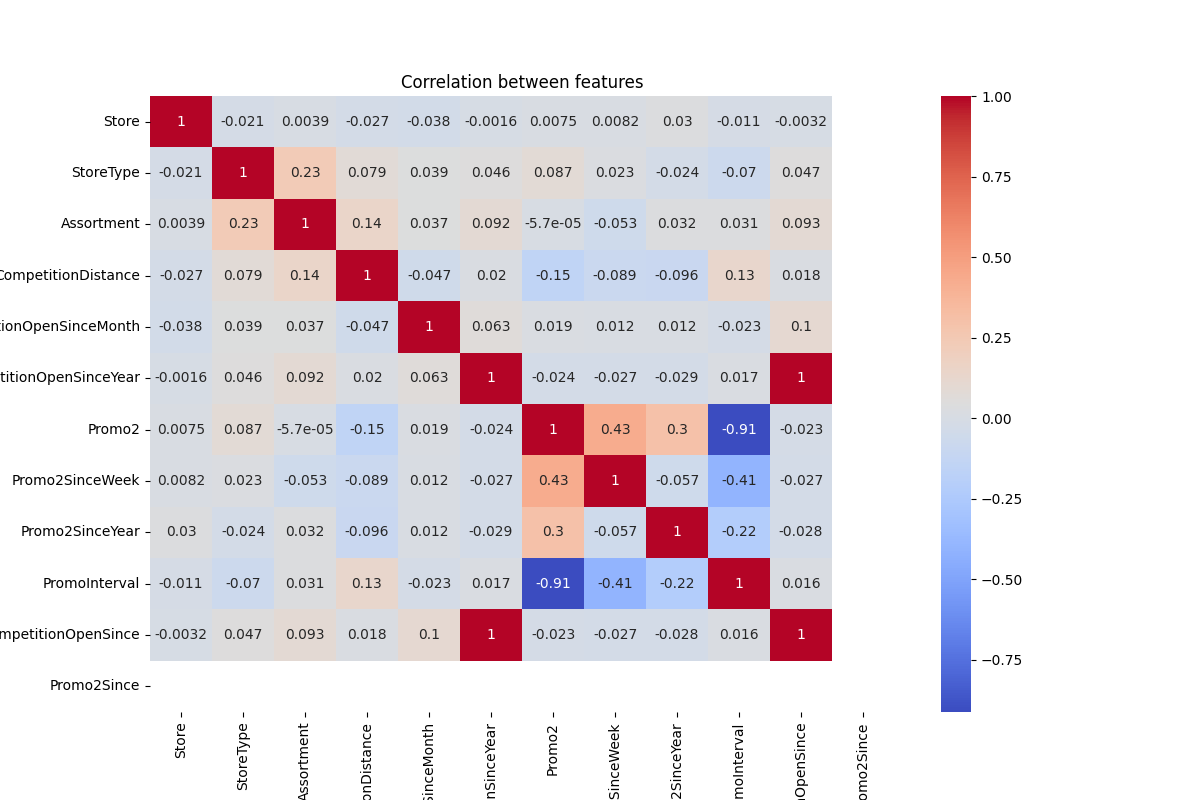 Correlation between features
Store 1 -0.021 0.0039 -0.027 -0.038 -0.0016 0.0075 0.0082 0.03 -0.011 -0.0032
StoreType -0.021 1 0.23 0.079 0.039 0.046 0.087 0.023 -0.024 -0.07 0.047
Assortment 0.0039 0.23 1 0.14 0.037 0.092 -5.7e-05 -0.053 0.032 0.031 0.093
CompetitionDistance -0.027 0.079 0.14 1 -0.047 0.02 -0.15 -0.089 -0.096 0.13 0.018
tionOpenSinceMonth -0.038 0.039 0.037 -0.047 1 0.063 0.019 0.012 0.012 -0.023 0.1
titionOpenSinceYear -0.0016 0.046 0.092 0.02 0.063 1 -0.024 -0.027 -0.029 0.017 1
Promo2 0.0075 0.087 -5.7e-05 -0.15 0.019 -0.024 1 0.43 0.3 -0.91 -0.023
Promo2SinceWeek 0.0082 0.023 -0.053 -0.089 0.012 -0.027 0.43 1 -0.057 -0.41 -0.027
Promo2SinceYear 0.03 -0.024 0.032 -0.096 0.012 -0.029 0.3 -0.057 1 -0.22 -0.028
PromoInterval -0.011 -0.07 0.031 0.13 -0.023 0.017 -0.91 -0.41 -0.22 1 0.016
mpetitionOpenSince -0.0032 0.047 0.093 0.018 0.1 1 -0.023 -0.027 -0.028 0.016 1
Promo2Since
Store
StoreType
Assortment
onDistance
SinceMonth
nSinceYear
Promo2
SinceWeek
2SinceYear
moInterval
nOpenSince
omo2Since
1.00
0.75
0.50
0.25
0.00
−0.25
−0.50
−0.75